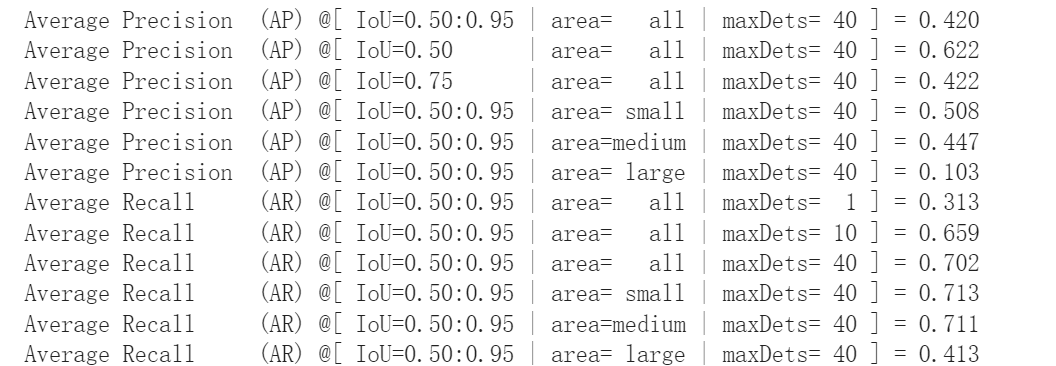 Average Precision  (AP) @[ IoU=0.50:0.95 | area=   all | maxDets= 40 ] = 0.420
Average Precision  (AP) @[ IoU=0.50      | area=   all | maxDets= 40 ] = 0.622
Average Precision  (AP) @[ IoU=0.75      | area=   all | maxDets= 40 ] = 0.422
Average Precision  (AP) @[ IoU=0.50:0.95 | area= small | maxDets= 40 ] = 0.508
Average Precision  (AP) @[ IoU=0.50:0.95 | area=medium | maxDets= 40 ] = 0.447
Average Precision  (AP) @[ IoU=0.50:0.95 | area= large | maxDets= 40 ] = 0.103
Average Recall     (AR) @[ IoU=0.50:0.95 | area=   all | maxDets=  1 ] = 0.313
Average Recall     (AR) @[ IoU=0.50:0.95 | area=   all | maxDets= 10 ] = 0.659
Average Recall     (AR) @[ IoU=0.50:0.95 | area=   all | maxDets= 40 ] = 0.702
Average Recall     (AR) @[ IoU=0.50:0.95 | area= small | maxDets= 40 ] = 0.713
Average Recall     (AR) @[ IoU=0.50:0.95 | area=medium | maxDets= 40 ] = 0.711
Average Recall     (AR) @[ IoU=0.50:0.95 | area= large | maxDets= 40 ] = 0.413